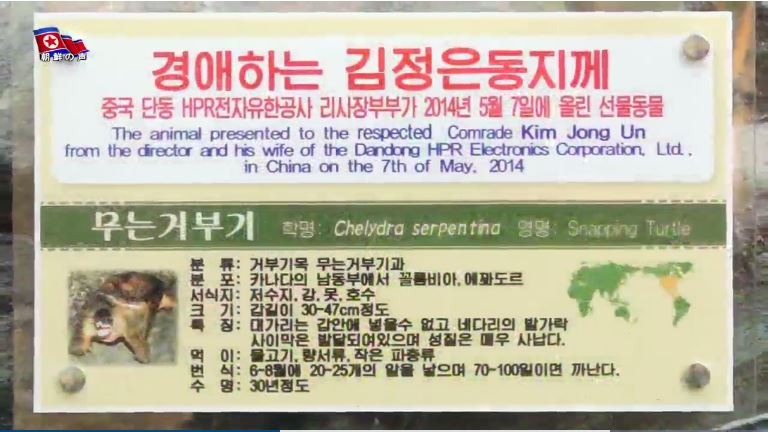 朝鮮の声
경애하는 김정은동지께
중국 단동 HPR전자유한공사 리사장부부가 2014년 5월 7일에 올린 선물동물
The animal presented to the respected Comrade Kim Jong Un
from the director and his wife of the Dandong HPR Electronics Corporation, Ltd.,
in China on the 7th of May, 2014
무는거부기 학명: Chelydra serpentina 영명: Snapping Turtle
분 류: 거부기목 무는거부기과
분 포: 카나다의 남동부에서 꼴롬비아, 에꽈도르
서식지: 저수지, 강, 못, 호수
크 기: 갑길이 30-47cm정도
특 징: 대가리는 갑안에 넣을수 없고 네다리의 발가락
사이막은 발달되여있으며 성질은 매우 사납다.
먹 이: 물고기, 량서류, 작은 파충류
번 식: 6-8월에 20-25개의 알을 낳으며 70-100일이면 까난다.
수 명: 30년정도